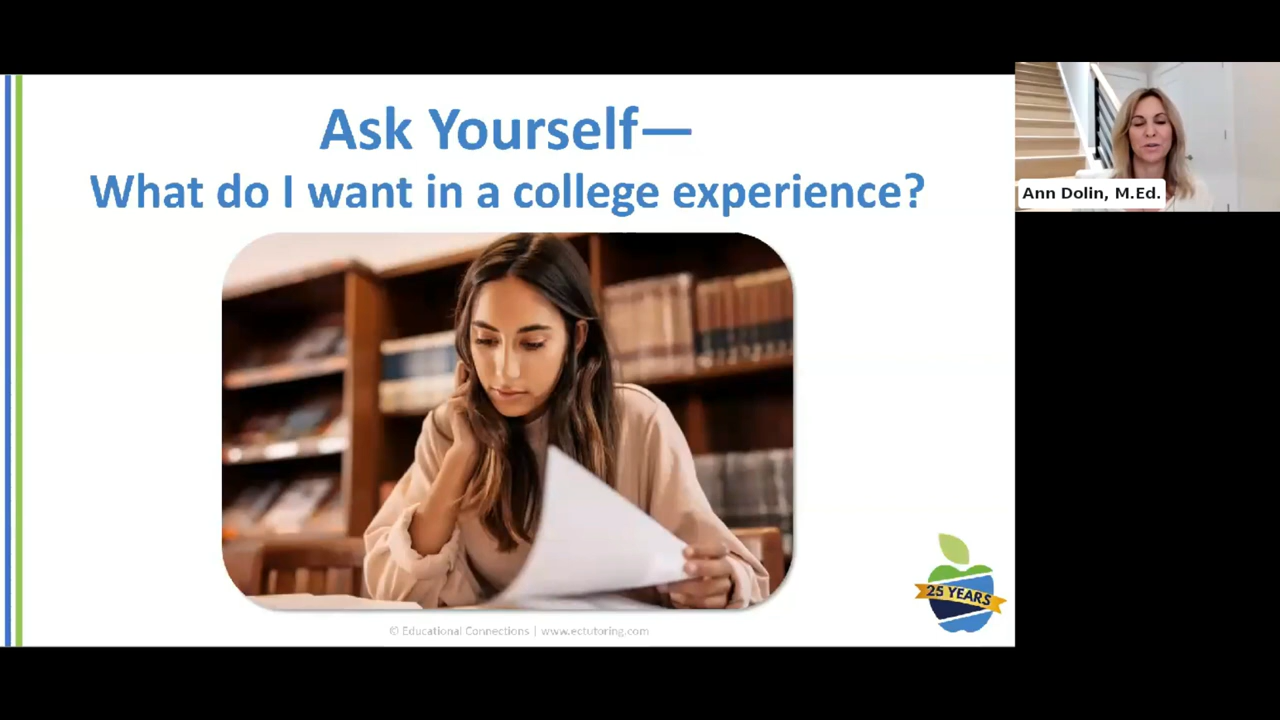 Ask Yourself—
What do I want in a college experience?
Ann Dolin, M.Ed.
25 YEARS
© Educational Connections | www.ectutoring.com